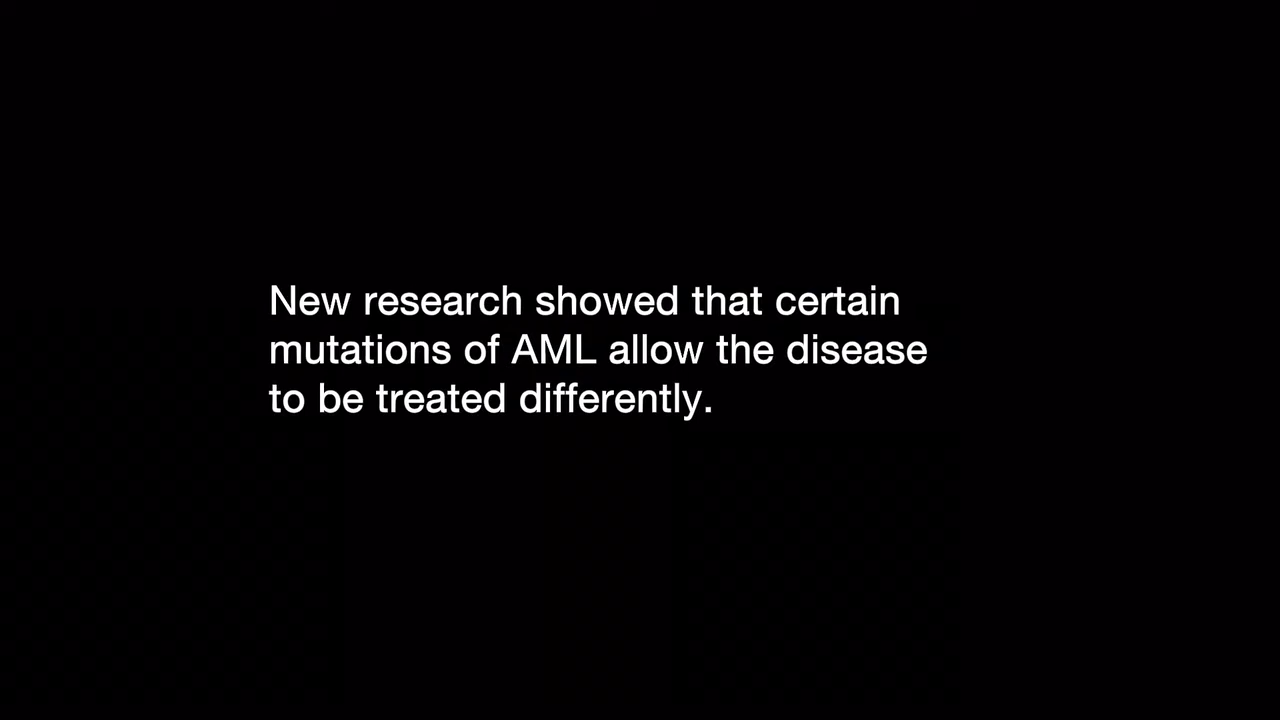 New research showed that certain
mutations of AML allow the disease
to be treated differently.